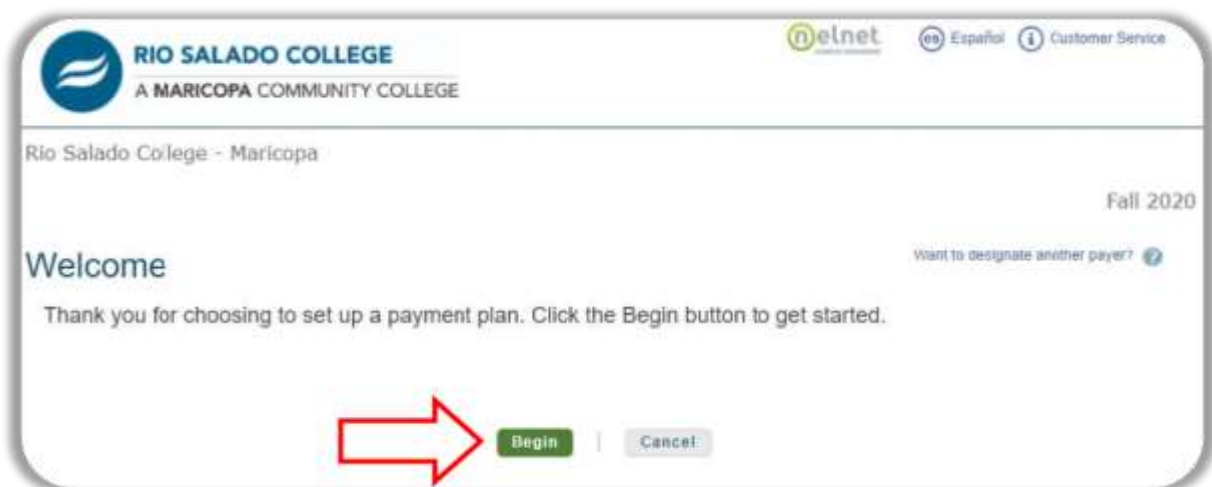 RIO SALADO COLLEGE
A MARICOPA COMMUNITY COLLEGE
nelnet
es Español i Customer Service
Rio Salado College - Maricopa
Fall 2020
Welcome
Want to designate another payer? ?
Thank you for choosing to set up a payment plan. Click the Begin button to get started.
Begin | Cancel